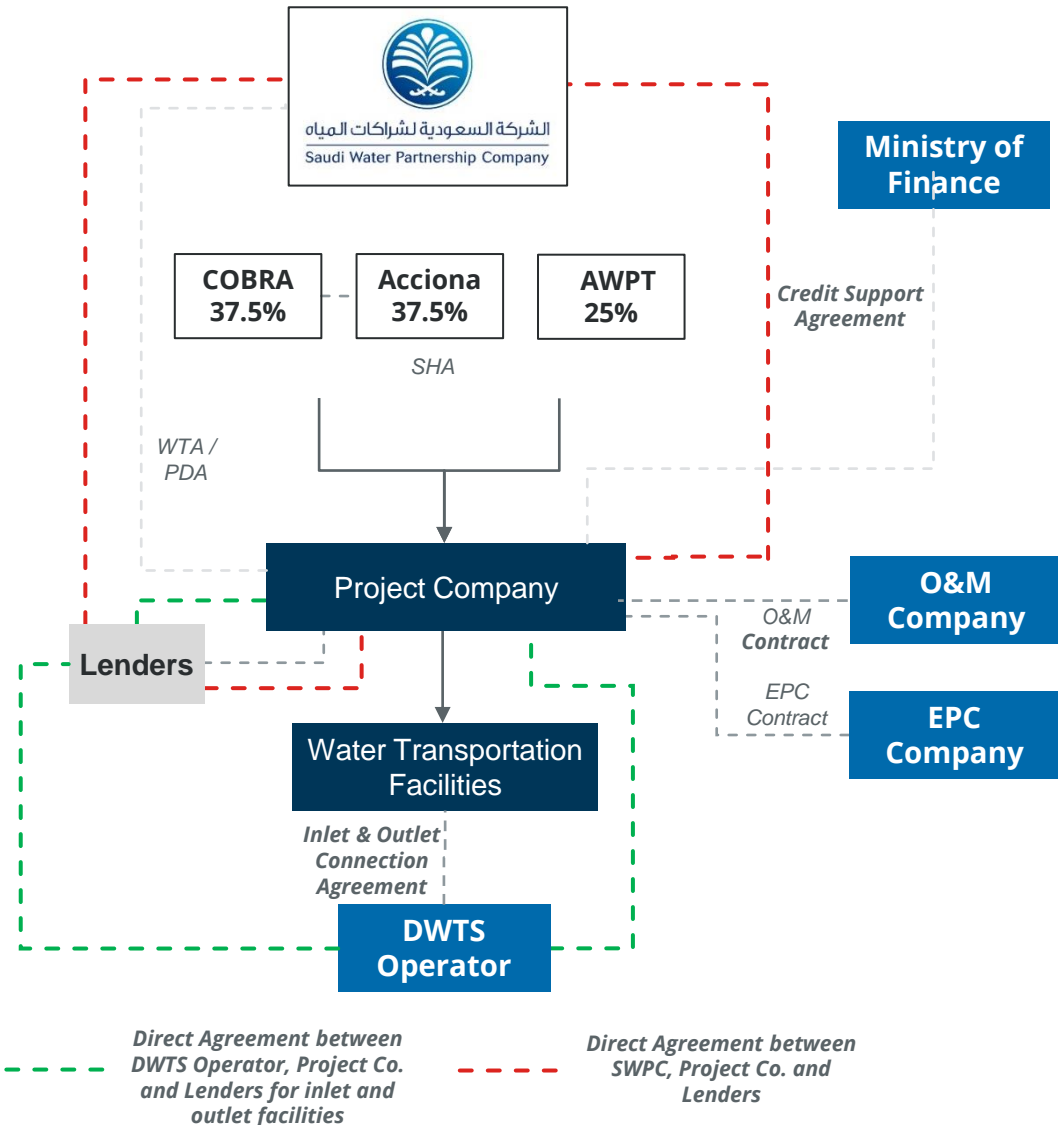 الشركة السعودية لشراكات المياه
Saudi Water Partnership Company
Ministry of
Finance
COBRA
37.5%
Acciona
37.5%
AWPT
25%
Credit Support
Agreement
SHA
WTA /
PDA
Project Company
O&M
Company
O&M
Contract
Lenders
EPC
Contract
EPC
Company
Water Transportation
Facilities
Inlet & Outlet
Connection
Agreement
DWTS
Operator
Direct Agreement between
DWTS Operator, Project Co.
and Lenders for inlet and
outlet facilities
Direct Agreement between
SWPC, Project Co. and
Lenders